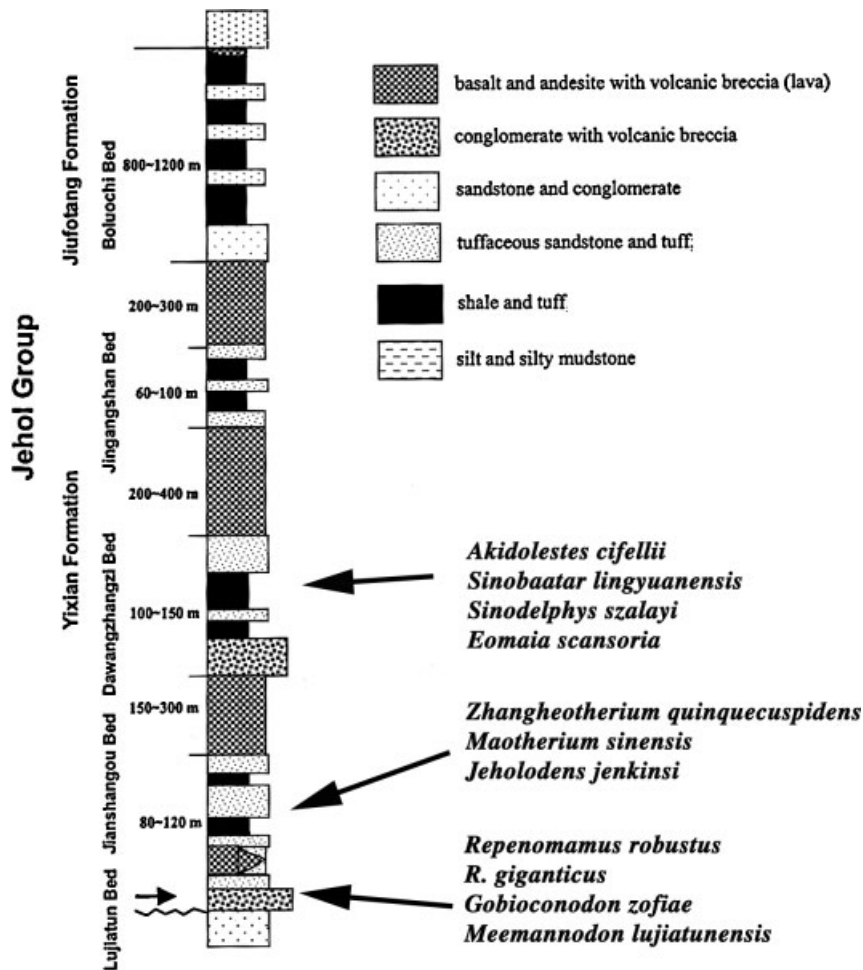 Jehol Group
Jiufotang Formation
Yixian Formation
Boluochi Bed
Jingangshan Bed
Dawangzhangzi Bed
Jianshangou Bed
Lujiatun Bed
800~1200 m
200~300 m
60~100 m
200~400 m
100~150 m
150~300 m
80~120 m
basalt and andesite with volcanic breccia (lava)
conglomerate with volcanic breccia
sandstone and conglomerate
tuffaceous sandstone and tuff
shale and tuff
silt and silty mudstone
Akidolestes cifellii
Sinobaatar lingyuanensis
Sinodelphys szalayi
Eomaia scansoria
Zhangheotherium quinquecuspidens
Maotherium sinensis
Jeholodens jenkinsi
Repenomamus robustus
R. giganticus
Gobioconodon zofiae
Meemannodon lujiatunensis